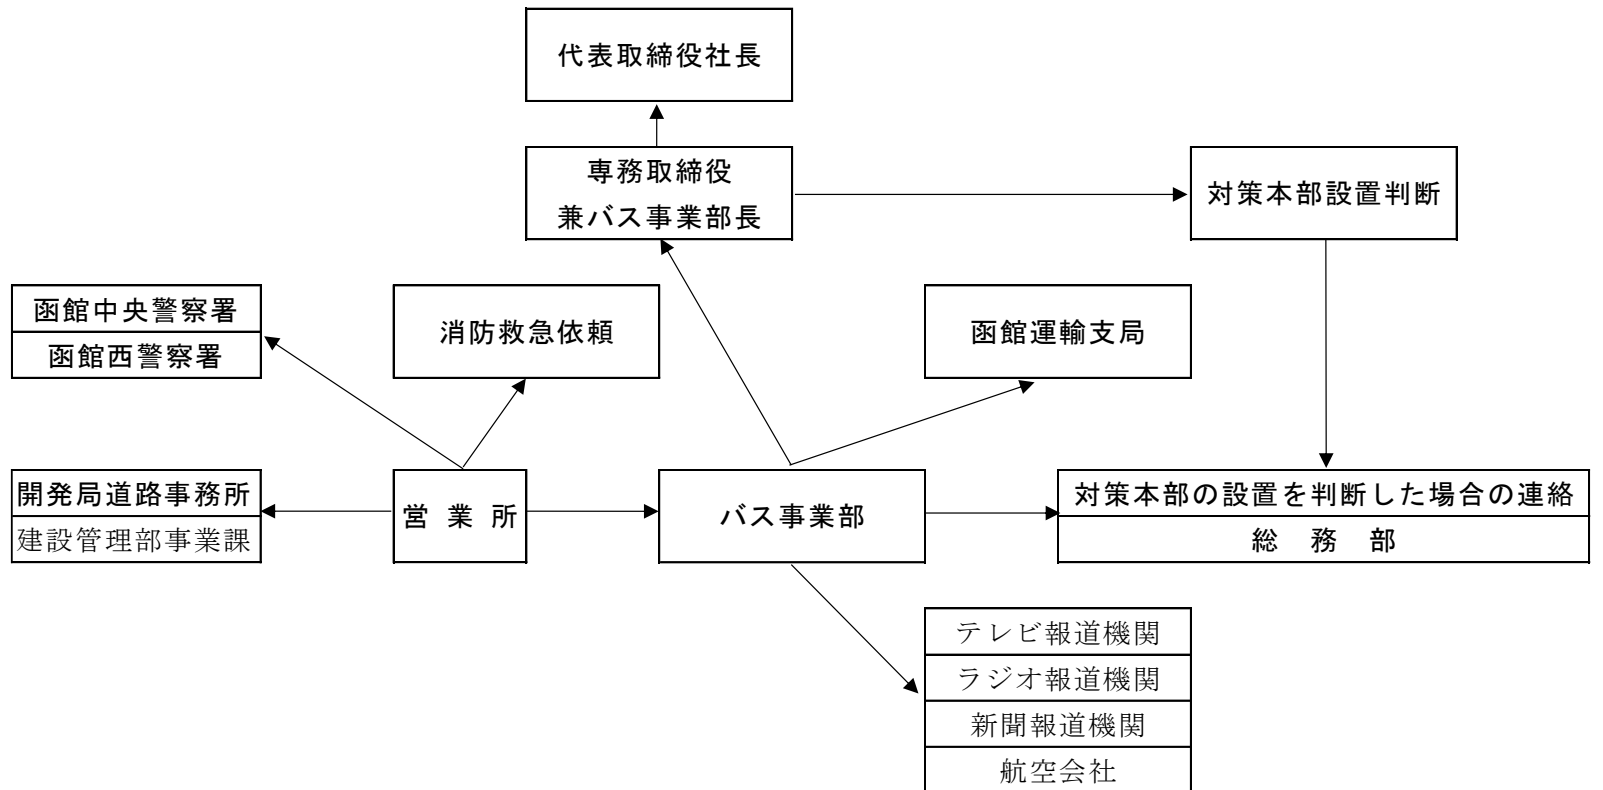 代表取締役社長
専務取締役
兼バス事業部長
対策本部設置判断
函館中央警察署
函館西警察署
消防救急依頼
函館運輸支局
開発局道路事務所
建設管理部事業課
営 業 所
バス事業部
対策本部の設置を判断した場合の連絡
総 務 部
テレビ報道機関
ラジオ報道機関
新聞報道機関
航空会社